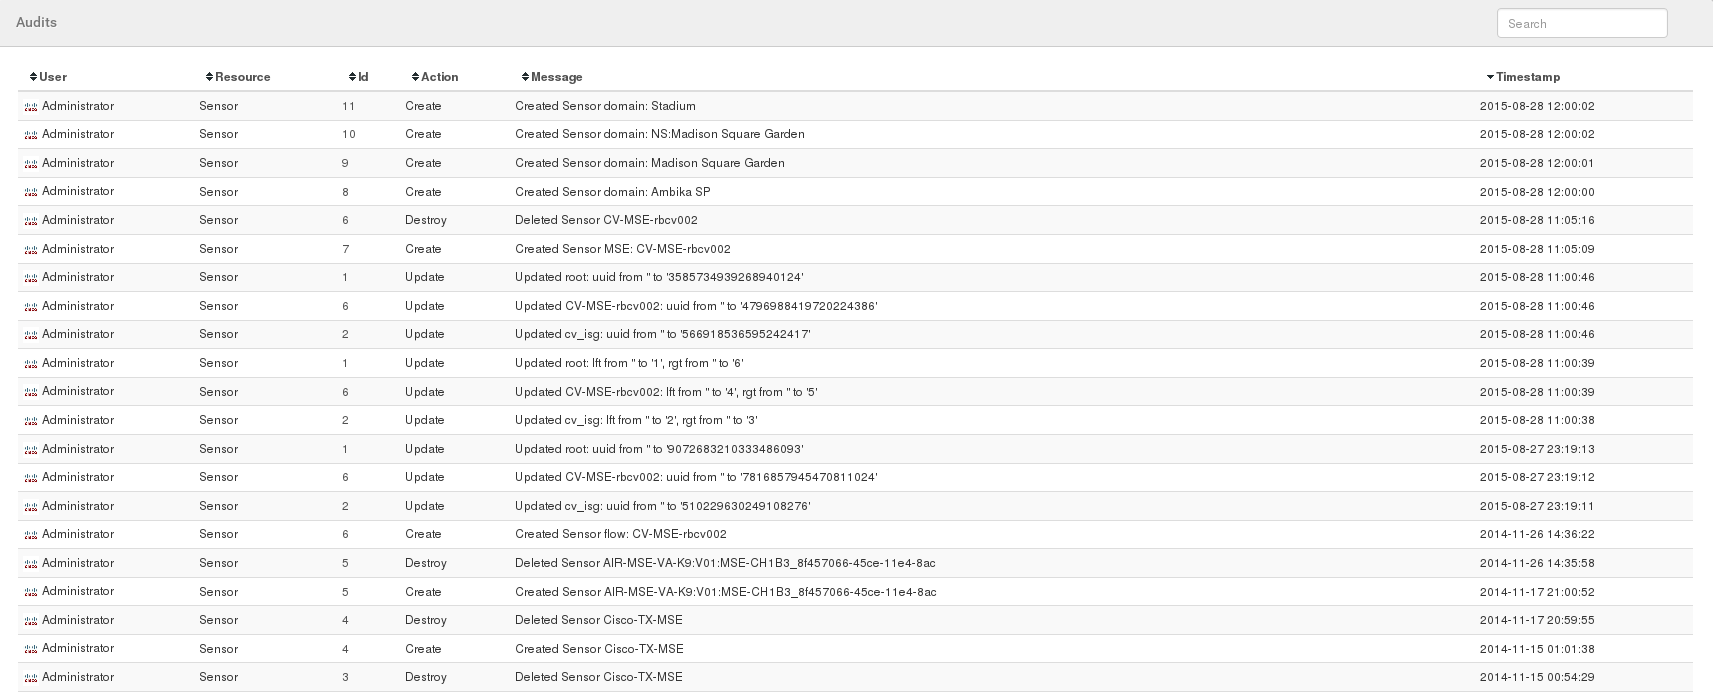 Audits Search
User Resource Id Action Message Timestamp
Administrator Sensor 11 Create Created Sensor domain: Stadium 2015-08-28 12:00:02
Administrator Sensor 10 Create Created Sensor domain: NS:Madison Square Garden 2015-08-28 12:00:02
Administrator Sensor 9 Create Created Sensor domain: Madison Square Garden 2015-08-28 12:00:01
Administrator Sensor 8 Create Created Sensor domain: Ambika SP 2015-08-28 12:00:00
Administrator Sensor 6 Destroy Deleted Sensor CV-MSE-rbcv002 2015-08-28 11:05:16
Administrator Sensor 7 Create Created Sensor MSE: CV-MSE-rbcv002 2015-08-28 11:05:09
Administrator Sensor 1 Update Updated root: uuid from '' to '3585734939268940124' 2015-08-28 11:00:46
Administrator Sensor 6 Update Updated CV-MSE-rbcv002: uuid from '' to '4796988419720224386' 2015-08-28 11:00:46
Administrator Sensor 2 Update Updated cv_isg: uuid from '' to '566918536595242417' 2015-08-28 11:00:46
Administrator Sensor 1 Update Updated root: lft from '' to '1', rgt from '' to '6' 2015-08-28 11:00:39
Administrator Sensor 6 Update Updated CV-MSE-rbcv002: lft from '' to '4', rgt from '' to '5' 2015-08-28 11:00:39
Administrator Sensor 2 Update Updated cv_isg: lft from '' to '2', rgt from '' to '3' 2015-08-28 11:00:38
Administrator Sensor 1 Update Updated root: uuid from '' to '9072683210333486093' 2015-08-27 23:19:13
Administrator Sensor 6 Update Updated CV-MSE-rbcv002: uuid from '' to '7816857945470811024' 2015-08-27 23:19:12
Administrator Sensor 2 Update Updated cv_isg: uuid from '' to '510229630249108276' 2015-08-27 23:19:11
Administrator Sensor 6 Create Created Sensor flow: CV-MSE-rbcv002 2014-11-26 14:36:22
Administrator Sensor 5 Destroy Deleted Sensor AIR-MSE-VA-K9:V01:MSE-CH1B3_8f457066-45ce-11e4-8ac 2014-11-26 14:35:58
Administrator Sensor 5 Create Created Sensor AIR-MSE-VA-K9:V01:MSE-CH1B3_8f457066-45ce-11e4-8ac 2014-11-17 21:00:52
Administrator Sensor 4 Destroy Deleted Sensor Cisco-TX-MSE 2014-11-17 20:59:55
Administrator Sensor 4 Create Created Sensor Cisco-TX-MSE 2014-11-15 01:01:38
Administrator Sensor 3 Destroy Deleted Sensor Cisco-TX-MSE 2014-11-15 00:54:29